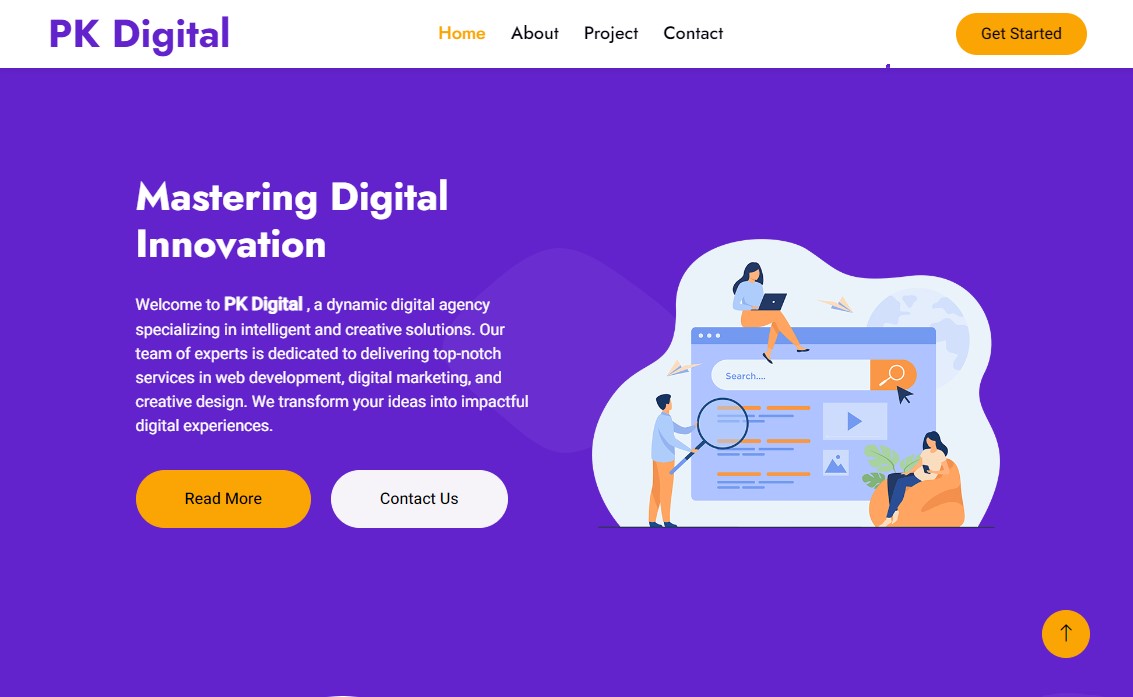 PK Digital
Home About Project Contact
Get Started
Mastering Digital
Innovation
Welcome to PK Digital , a dynamic digital agency
specializing in intelligent and creative solutions. Our
team of experts is dedicated to delivering top-notch
services in web development, digital marketing, and
creative design. We transform your ideas into impactful
digital experiences.
Read More
Contact Us
Search....